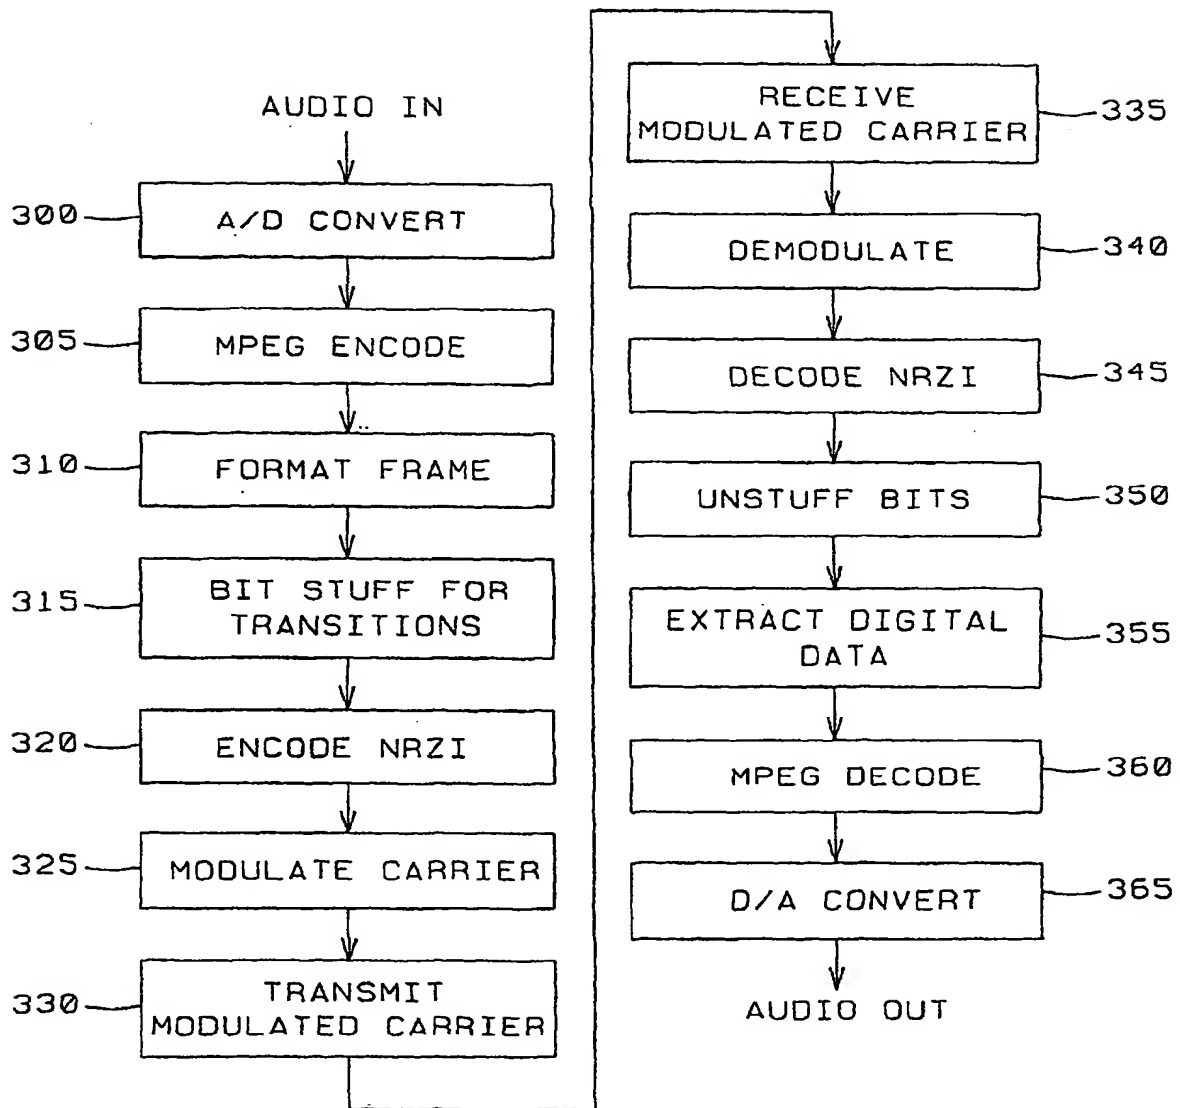 AUDIO IN
300
A/D CONVERT
305
MPEG ENCODE
310
FORMAT FRAME
315
BIT STUFF FOR
TRANSITIONS
320
ENCODE NRZI
325
MODULATE CARRIER
330
TRANSMIT
MODULATED CARRIER
RECEIVE
MODULATED CARRIER
335
DEMODULATE
340
DECODE NRZI
345
UNSTUFF BITS
350
EXTRACT DIGITAL
DATA
355
MPEG DECODE
360
D/A CONVERT
365
AUDIO OUT